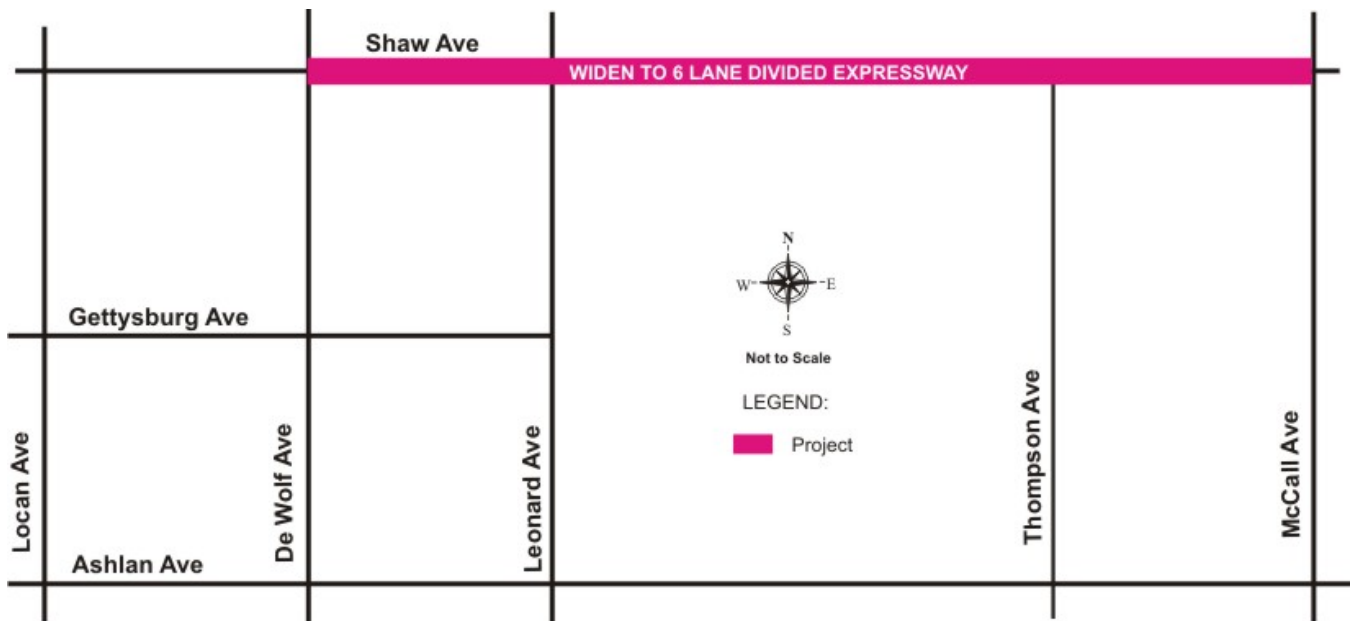 Shaw Ave
WIDEN TO 6 LANE DIVIDED EXPRESSWAY
N
W
E
S
Gettysburg Ave
Not to Scale
LEGEND:
Project
Locan Ave
De Wolf Ave
Leonard Ave
Thompson Ave
McCall Ave
Ashlan Ave